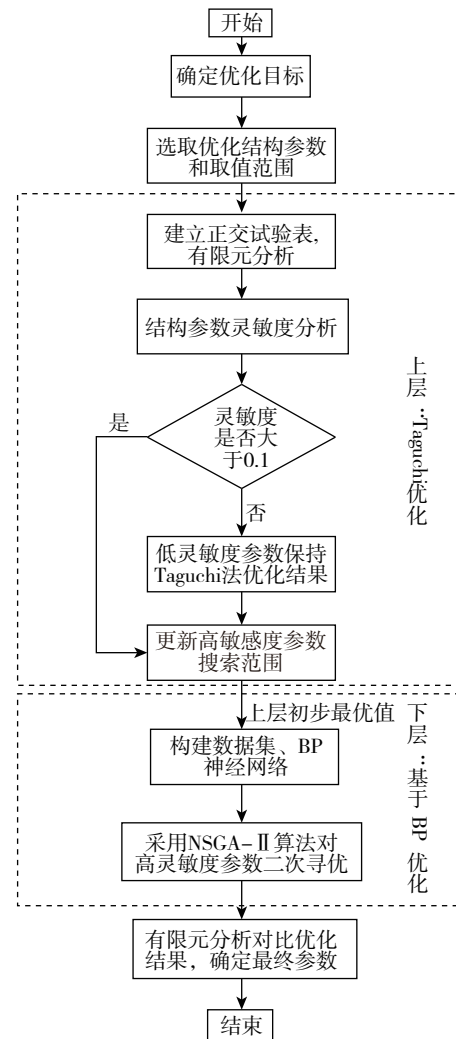 开始
确定优化目标
选取优化结构参数
和取值范围
建立正交试验表,
有限元分析
结构参数灵敏度分析
灵敏度
是否大
于0.1
是
否
低灵敏度参数保持
Taguchi法优化结果
更新高敏感度参数
搜索范围
上层：Taguchi优化
上层初步最优值
构建数据集、BP
神经网络
采用NSGA-Ⅱ算法对
高灵敏度参数二次寻优
下层：基于 BP 优化
有限元分析对比优化
结果，确定最终参数
结束